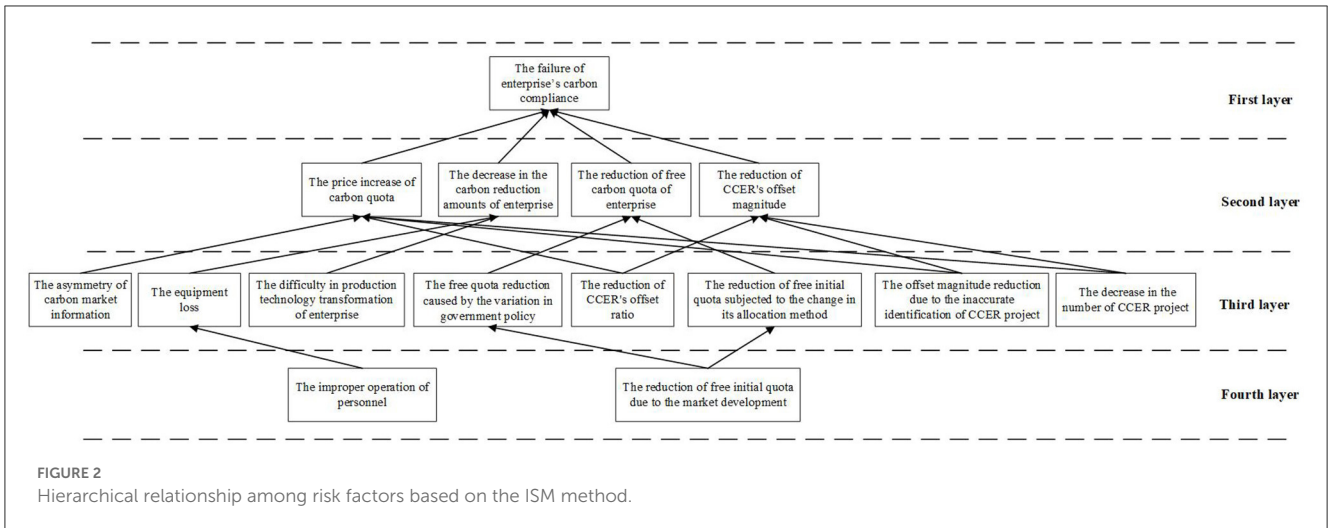 The failure of
enterprise's carbon
compliance
First layer
The price increase of
carbon quota
The decrease in the
carbon reduction
amounts of enterprise
The reduction of free
carbon quota of
enterprise
The reduction of
CCER's offset
magnitude
Second layer
The asymmetry of
carbon market
information
The equipment
loss
The difficulty in production
technology transformation
of enterprise
The free quota reduction
caused by the variation in
government policy
The reduction of
CCER's offset
ratio
The reduction of free initial
quota subjected to the change in
its allocation method
The offset magnitude reduction
due to the inaccurate
identification of CCER project
The decrease in the
number of CCER project
Third layer
The improper operation of
personnel
The reduction of free initial quota
due to the market development
Fourth layer
FIGURE 2
Hierarchical relationship among risk factors based on the ISM method.